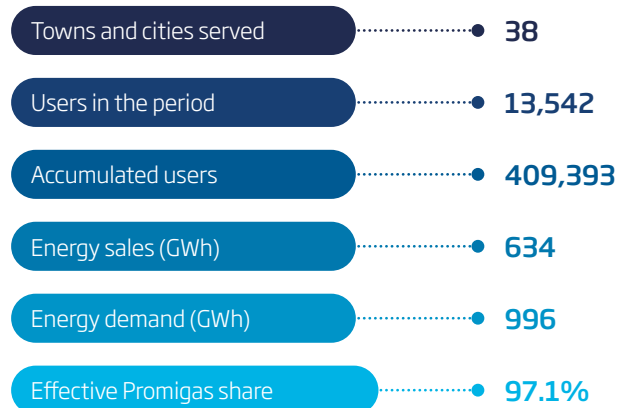 Towns and cities served 38
Users in the period 13,542
Accumulated users 409,393
Energy sales (GWh) 634
Energy demand (GWh) 996
Effective Promigas share 97.1%